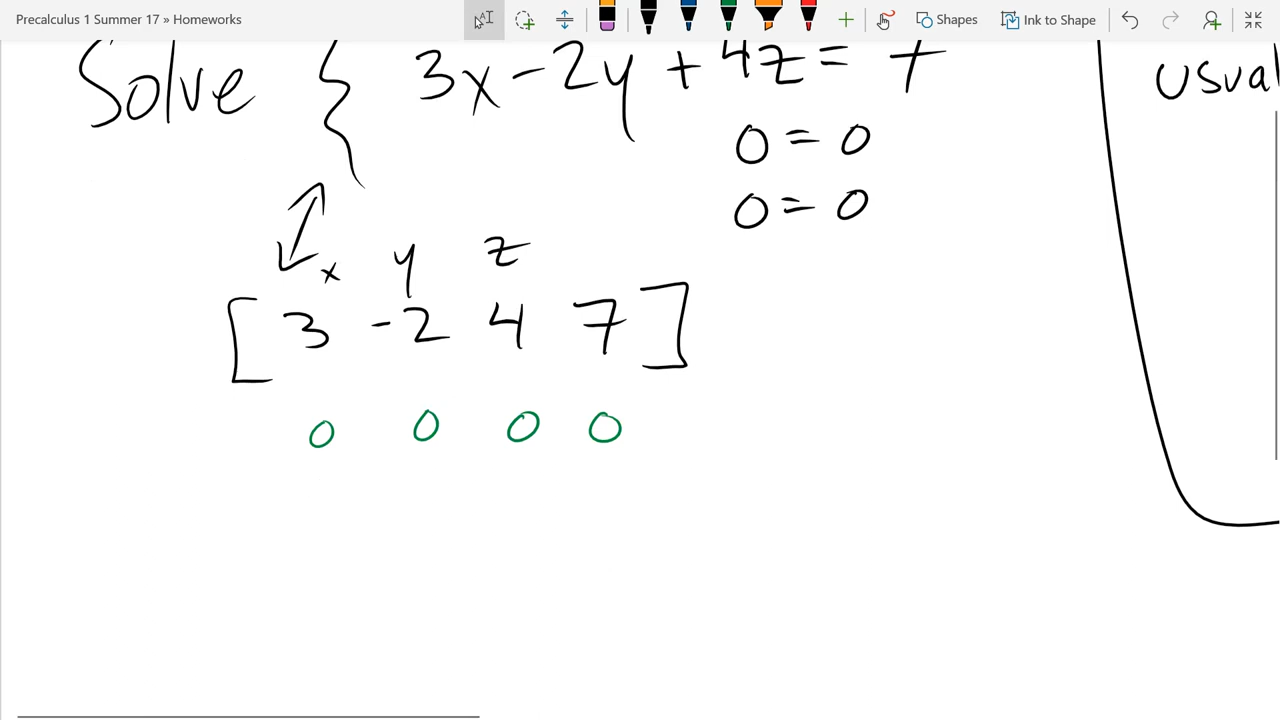 Precalculus 1 Summer 17 » Homeworks
Shapes
Ink to Shape
Solve { 3x - 2y + 4z = 7
usual
0 = 0
0 = 0
x y z
[ 3 -2 4 7 ]
0 0 0 0